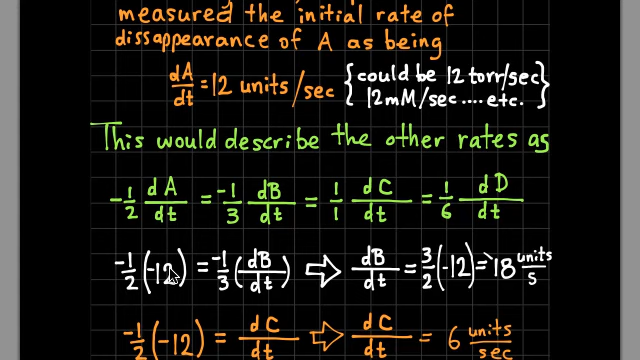 measured the initial rate of
dissappearance of A as being
dA/dt = 12 units/sec {could be 12 torr/sec
12 mM/sec .... etc.}
This would describe the other rates as
-1/2 dA/dt = -1/3 dB/dt = 1/1 dC/dt = 1/6 dD/dt
-1/2 (-12) = -1/3 (dB/dt) ⇨ dB/dt = 3/2 (-12) = -18 units/s
-1/2 (-12) = dC/dt ⇨ dC/dt = 6 units/sec